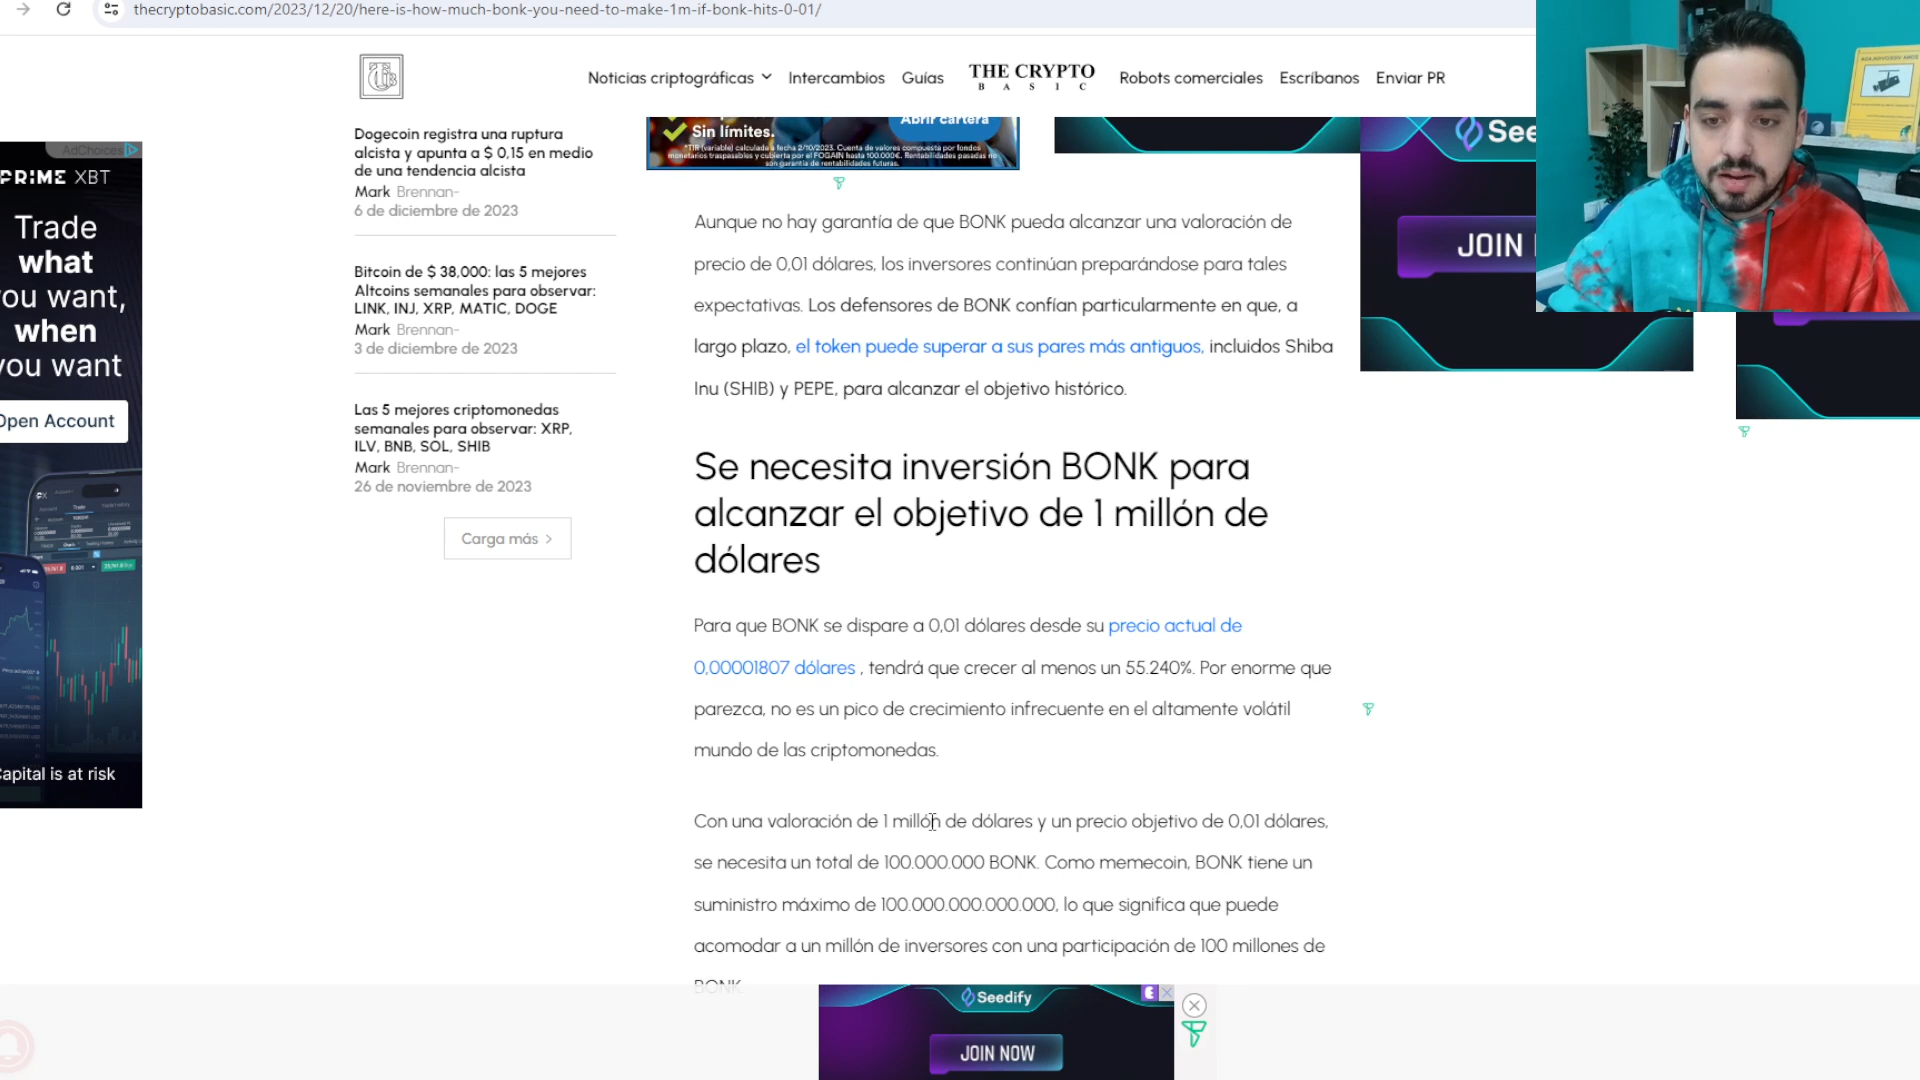 thecryptobasic.com/2023/12/20/here-is-how-much-bonk-you-need-to-make-1m-if-bonk-hits-0-01/
Noticias criptográficas
Intercambios
Guías
THE CRYPTO
BASIC
Robots comerciales
Escríbanos
Enviar PR
AdChoices
PRIME XBT
Trade
what
you want,
when
you want
Open Account
Capital is at risk
Dogecoin registra una ruptura
alcista y apunta a $ 0,15 en medio
de una tendencia alcista
Mark Brennan-
6 de diciembre de 2023
Bitcoin de $ 38,000: las 5 mejores
Altcoins semanales para observar:
LINK, INJ, XRP, MATIC, DOGE
Mark Brennan-
3 de diciembre de 2023
Las 5 mejores criptomonedas
semanales para observar: XRP,
ILV, BNB, SOL, SHIB
Mark Brennan-
26 de noviembre de 2023
Carga más >
Sin límites.
Abrir cartera
*TIR (variable) calculada a fecha 2/10/2023. Cuenta de valores compuesta por fondos
monetarios traspasables y cubierta por el FOGAIN hasta 100.000€. Rentabilidades pasadas no
son garantía de rentabilidades futuras.
See
JOIN
Aunque no hay garantía de que BONK pueda alcanzar una valoración de
precio de 0,01 dólares, los inversores continúan preparándose para tales
expectativas. Los defensores de BONK confían particularmente en que, a
largo plazo, el token puede superar a sus pares más antiguos, incluidos Shiba
Inu (SHIB) y PEPE, para alcanzar el objetivo histórico.
Se necesita inversión BONK para
alcanzar el objetivo de 1 millón de
dólares
Para que BONK se dispare a 0,01 dólares desde su precio actual de
0,00001807 dólares , tendrá que crecer al menos un 55.240%. Por enorme que
parezca, no es un pico de crecimiento infrecuente en el altamente volátil
mundo de las criptomonedas.
Con una valoración de 1 millón de dólares y un precio objetivo de 0,01 dólares,
se necesita un total de 100.000.000 BONK. Como memecoin, BONK tiene un
suministro máximo de 100.000.000.000.000, lo que significa que puede
acomodar a un millón de inversores con una participación de 100 millones de
BONK.
Seedify
JOIN NOW